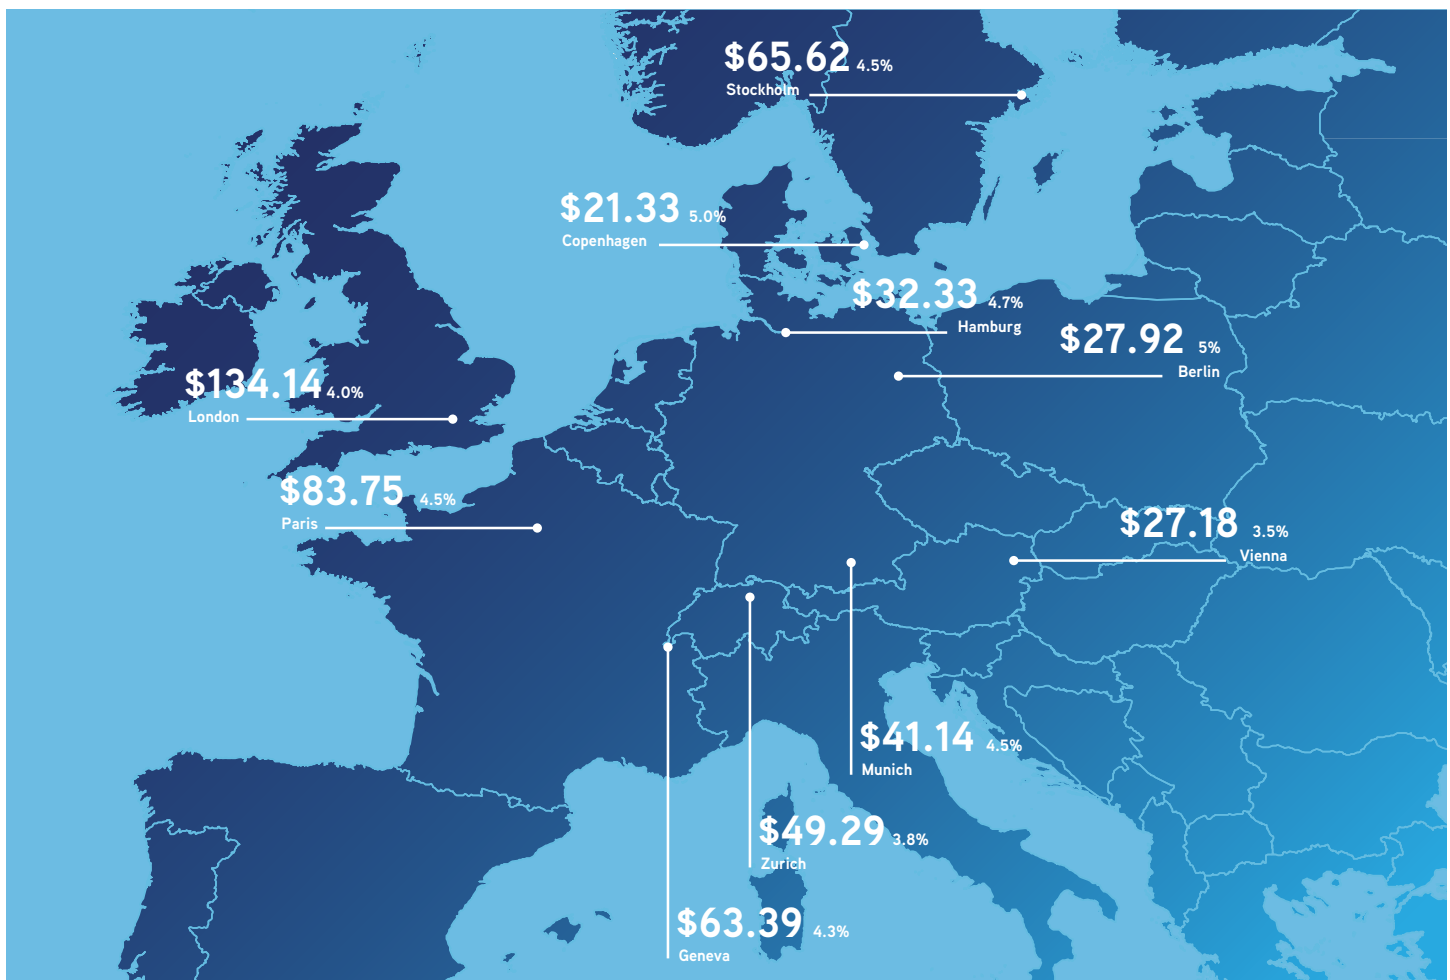 $65.62 4.5%
Stockholm
$21.33 5.0%
Copenhagen
$32.33 4.7%
Hamburg
$27.92 5%
Berlin
$134.14 4.0%
London
$83.75 4.5%
Paris
$27.18 3.5%
Vienna
$41.14 4.5%
Munich
$49.29 3.8%
Zurich
$63.39 4.3%
Geneva